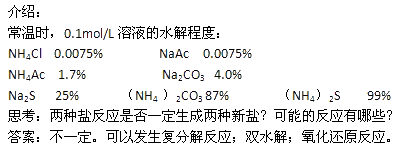 介绍：
常温时，0.1mol/L 溶液的水解程度：
NH₄Cl 0.0075% NaAc 0.0075%
NH₄Ac 1.7% Na₂CO₃ 4.0%
Na₂S 25% （NH₄ ）₂CO₃ 87% （NH₄）₂S 99%
思考：两种盐反应是否一定生成两种新盐？可能的反应有哪些？
答案：不一定。可以发生复分解反应；双水解；氧化还原反应。